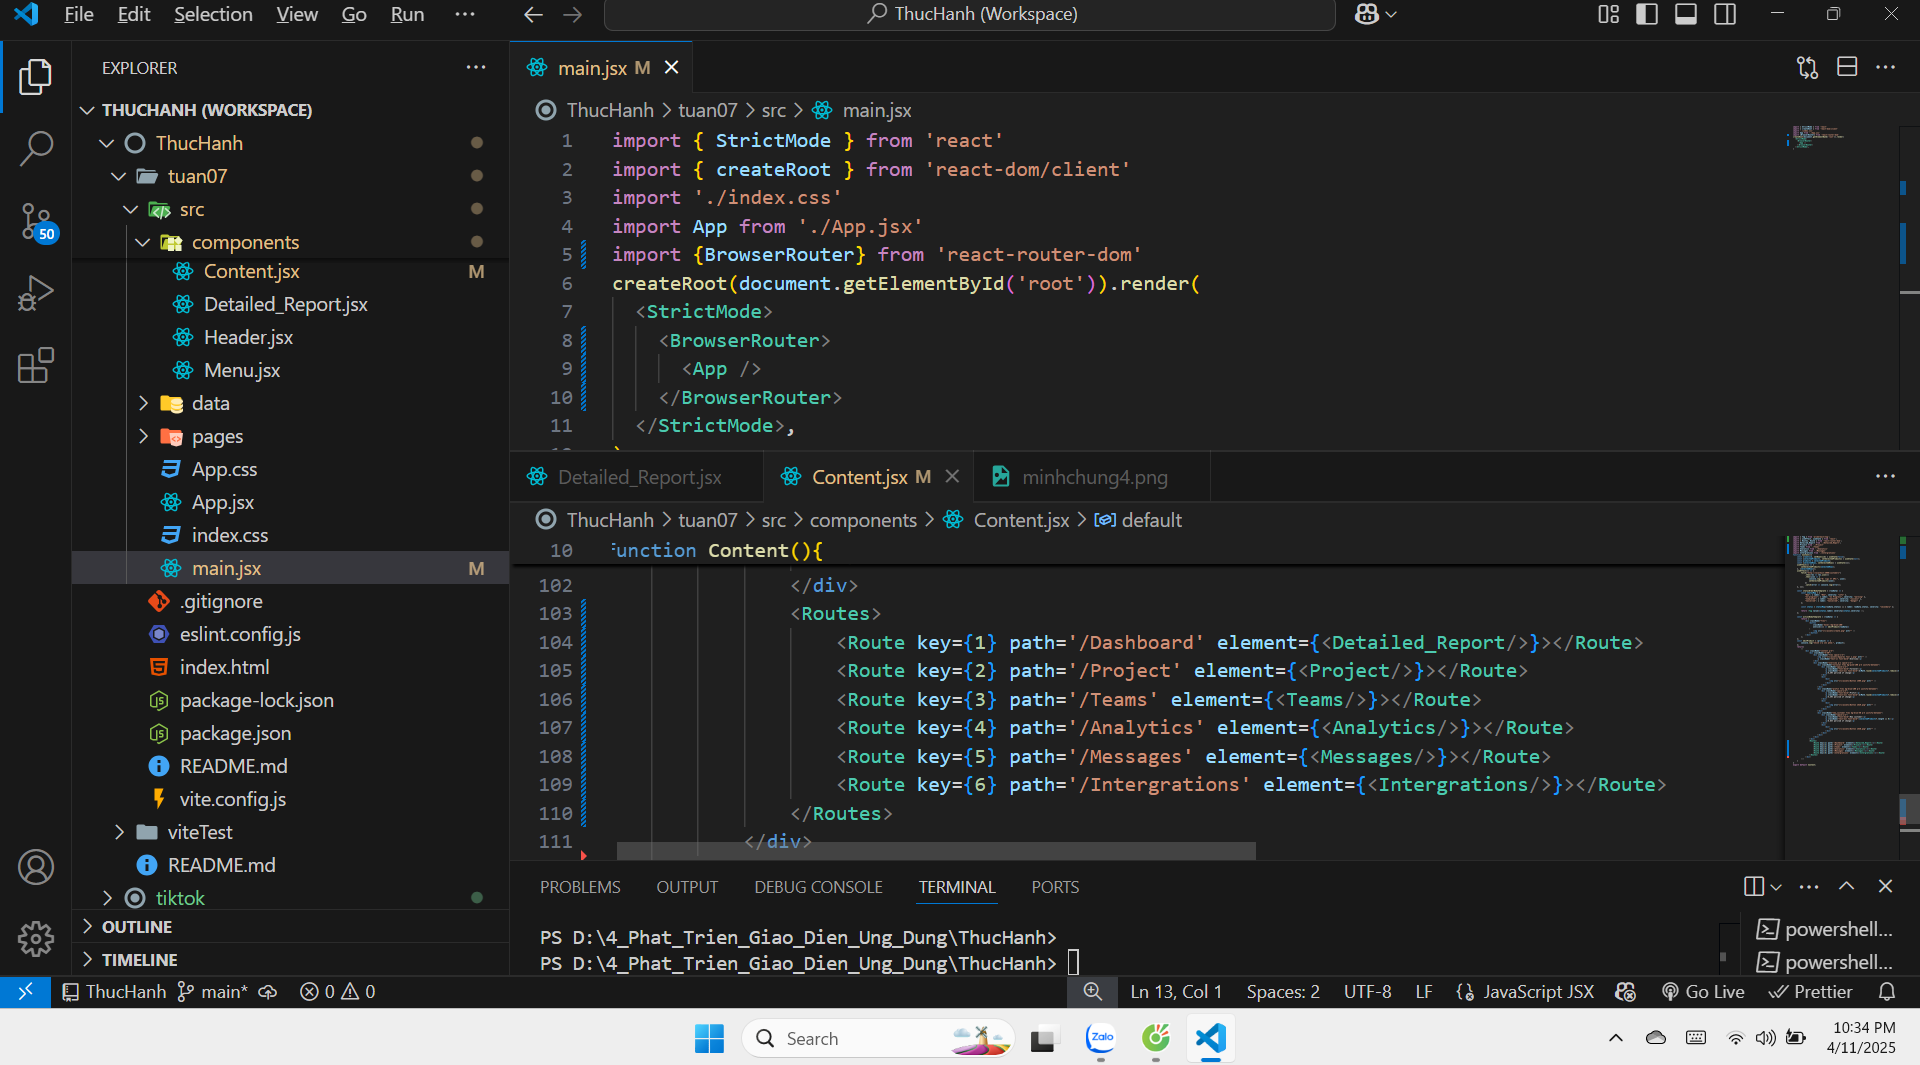 File Edit Selection View Go Run ···
ThucHanh (Workspace)
EXPLORER
THUCHANH (WORKSPACE)
ThucHanh
tuan07
src
components
Content.jsx M
Detailed_Report.jsx
Header.jsx
Menu.jsx
data
pages
App.css
App.jsx
index.css
main.jsx M
.gitignore
eslint.config.js
index.html
package-lock.json
package.json
README.md
vite.config.js
viteTest
README.md
tiktok
OUTLINE
TIMELINE
50
main.jsx M
ThucHanh > tuan07 > src > main.jsx
1 import { StrictMode } from 'react'
2 import { createRoot } from 'react-dom/client'
3 import './index.css'
4 import App from './App.jsx'
5 import {BrowserRouter} from 'react-router-dom'
6 createRoot(document.getElementById('root')).render(
7 <StrictMode>
8 <BrowserRouter>
9 <App />
10 </BrowserRouter>
11 </StrictMode>,
Detailed_Report.jsx Content.jsx M minhchung4.png
ThucHanh > tuan07 > src > components > Content.jsx > default
10 function Content(){
102 </div>
103 <Routes>
104 <Route key={1} path='/Dashboard' element={<Detailed_Report/>}></Route>
105 <Route key={2} path='/Project' element={<Project/>}></Route>
106 <Route key={3} path='/Teams' element={<Teams/>}></Route>
107 <Route key={4} path='/Analytics' element={<Analytics/>}></Route>
108 <Route key={5} path='/Messages' element={<Messages/>}></Route>
109 <Route key={6} path='/Intergrations' element={<Intergrations/>}></Route>
110 </Routes>
111 </div>
PROBLEMS OUTPUT DEBUG CONSOLE TERMINAL PORTS
PS D:\4_Phat_Trien_Giao_Dien_Ung_Dung\ThucHanh>
PS D:\4_Phat_Trien_Giao_Dien_Ung_Dung\ThucHanh>
powershell...
powershell...
ThucHanh main* 0 0 Ln 13, Col 1 Spaces: 2 UTF-8 LF {} JavaScript JSX Go Live Prettier
Search
Zalo
10:34 PM
4/11/2025